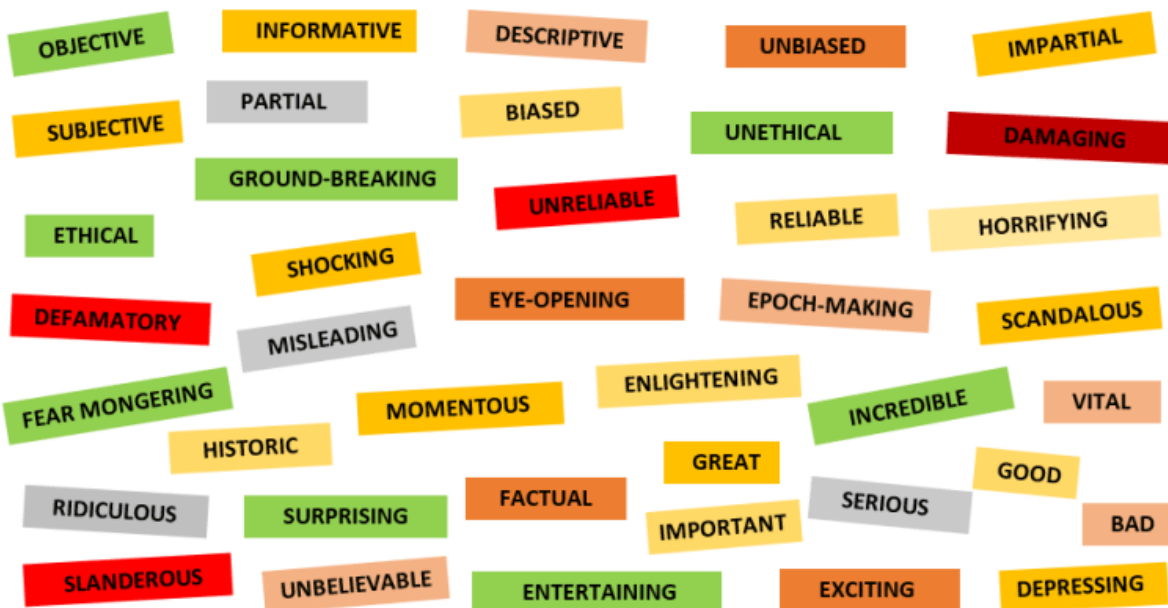 OBJECTIVE
INFORMATIVE
DESCRIPTIVE
UNBIASED
IMPARTIAL
SUBJECTIVE
PARTIAL
BIASED
UNETHICAL
DAMAGING
GROUND-BREAKING
UNRELIABLE
RELIABLE
HORRIFYING
ETHICAL
SHOCKING
EYE-OPENING
EPOCH-MAKING
SCANDALOUS
DEFAMATORY
MISLEADING
ENLIGHTENING
INCREDIBLE
VITAL
FEAR MONGERING
MOMENTOUS
HISTORIC
GREAT
GOOD
RIDICULOUS
SURPRISING
FACTUAL
IMPORTANT
SERIOUS
BAD
SLANDEROUS
UNBELIEVABLE
ENTERTAINING
EXCITING
DEPRESSING